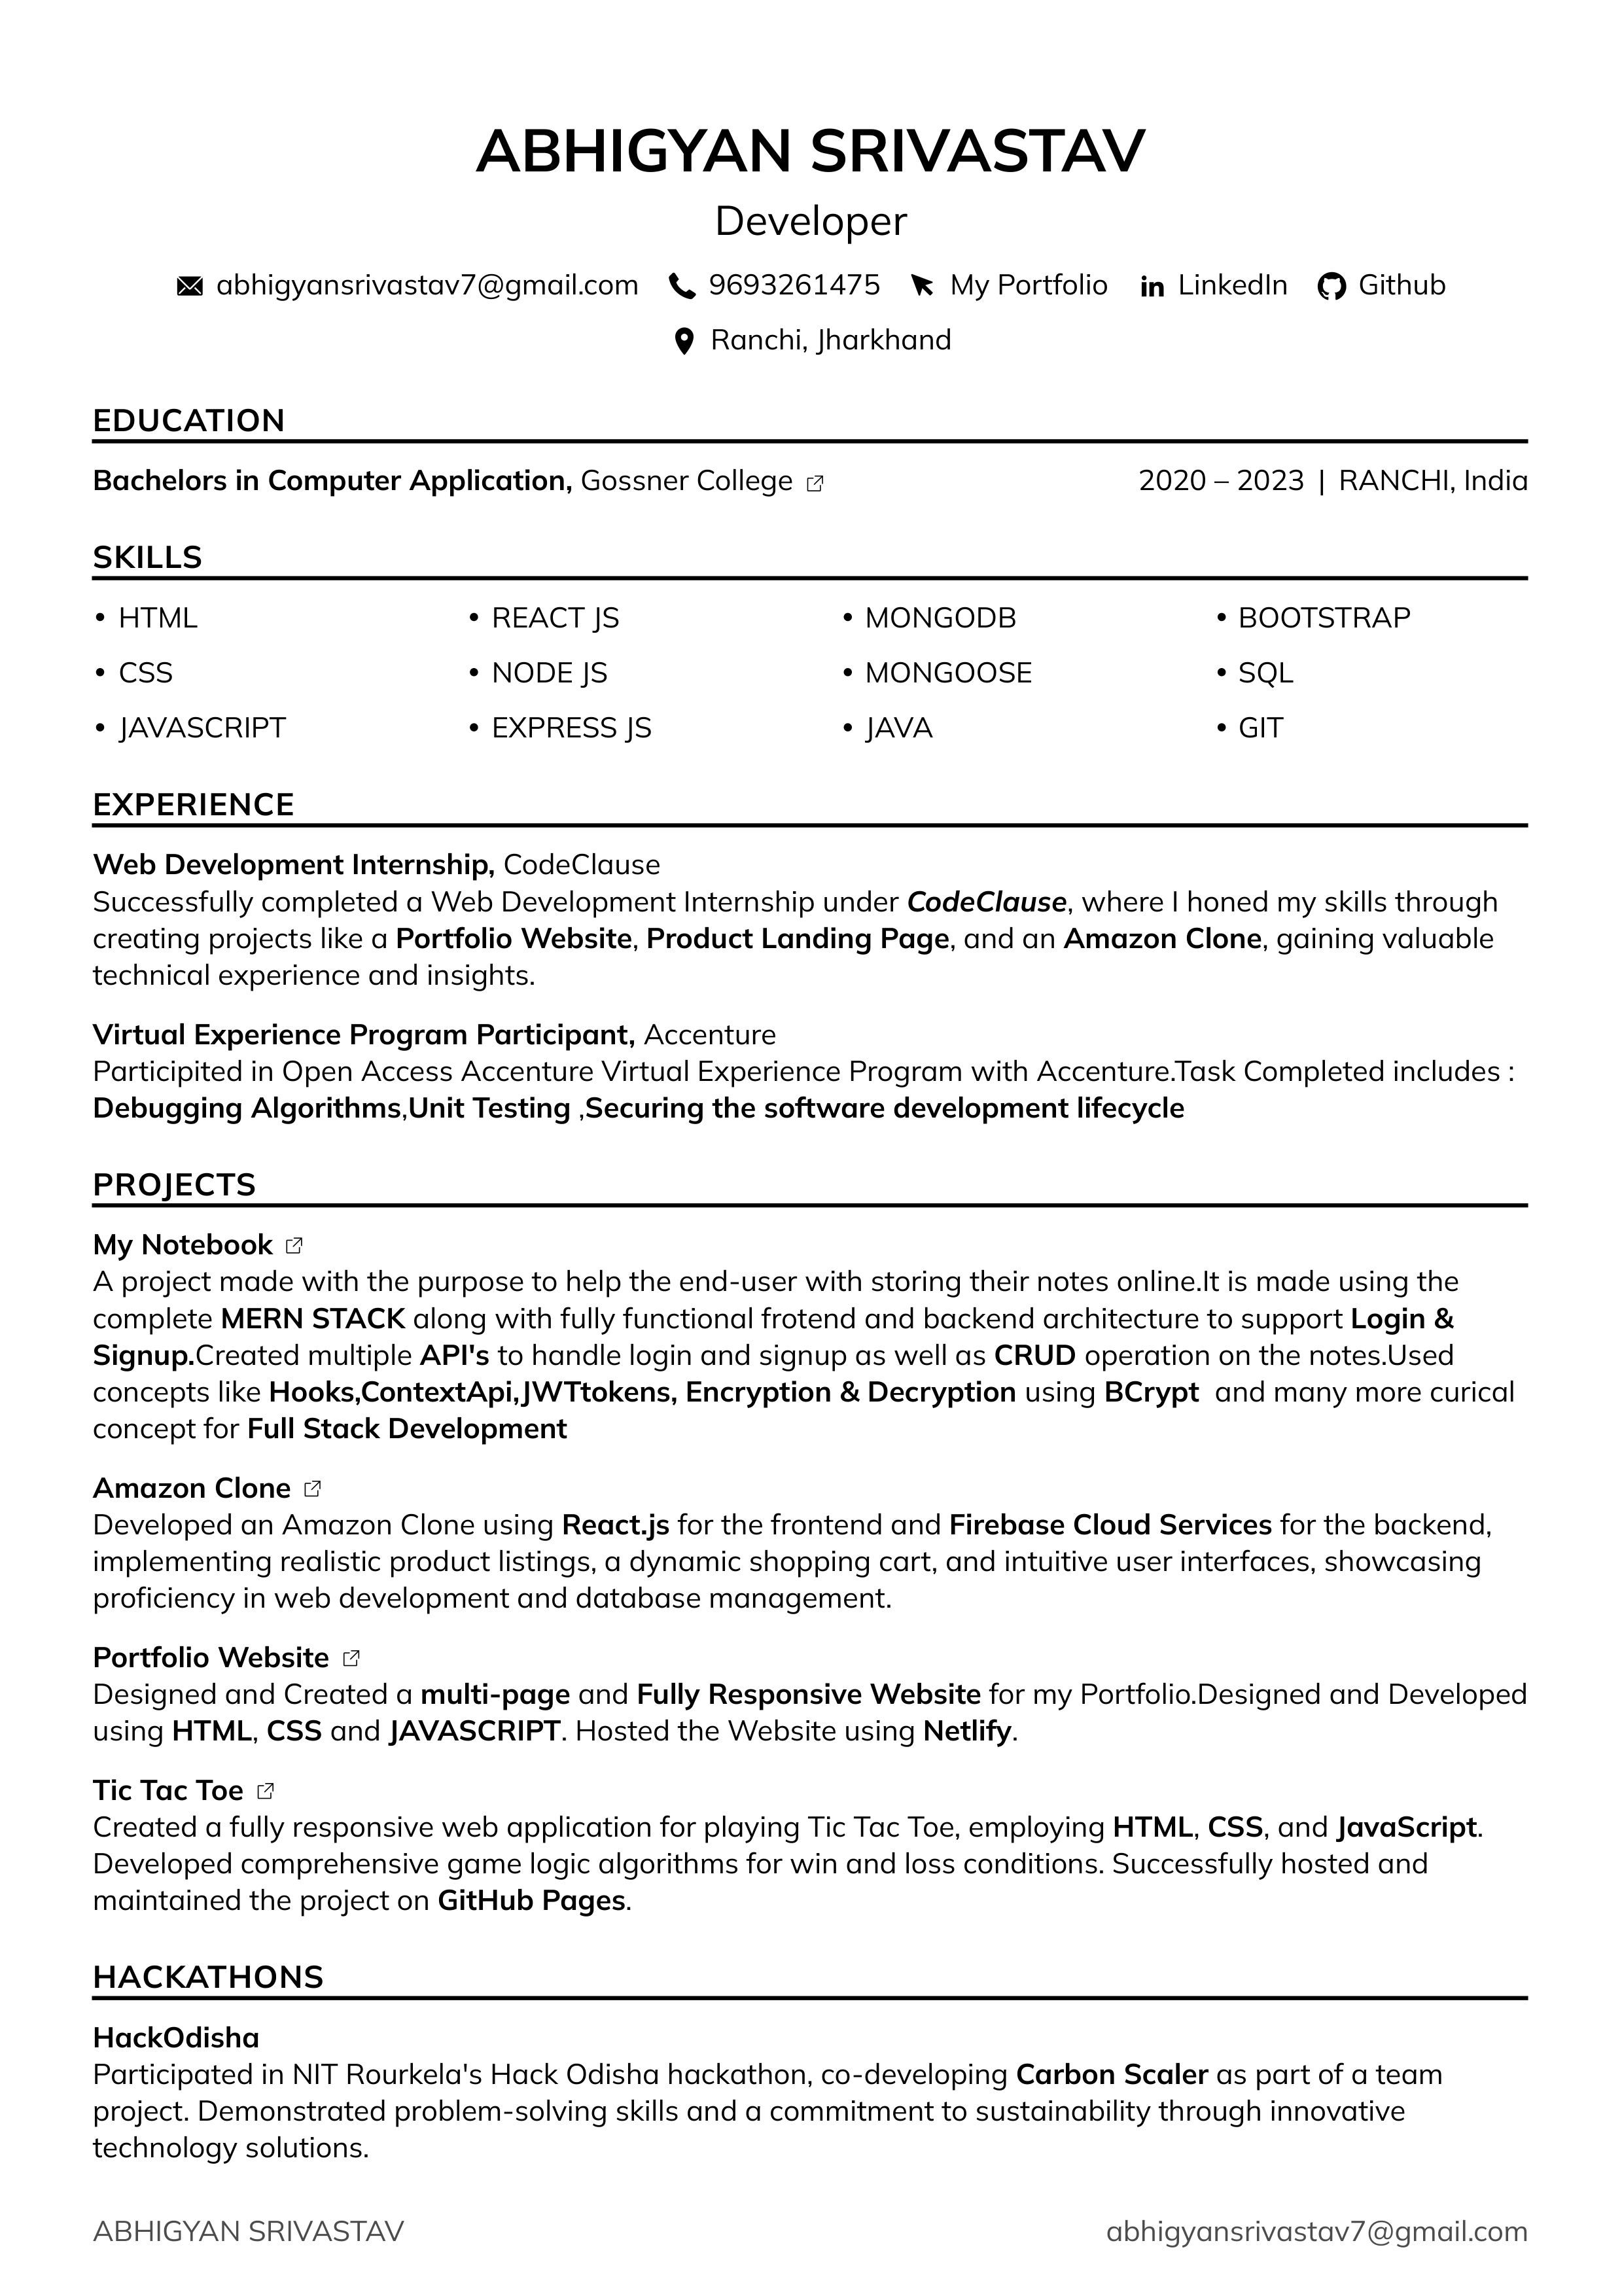 ABHIGYAN SRIVASTAV
Developer
abhigyansrivastav7@gmail.com 9693261475 My Portfolio LinkedIn Github
Ranchi, Jharkhand
EDUCATION
Bachelors in Computer Application, Gossner College 2020 – 2023 | RANCHI, India
SKILLS
• HTML • REACT JS • MONGODB • BOOTSTRAP
• CSS • NODE JS • MONGOOSE • SQL
• JAVASCRIPT • EXPRESS JS • JAVA • GIT
EXPERIENCE
Web Development Internship, CodeClause
Successfully completed a Web Development Internship under CodeClause, where I honed my skills through
creating projects like a Portfolio Website, Product Landing Page, and an Amazon Clone, gaining valuable
technical experience and insights.
Virtual Experience Program Participant, Accenture
Participited in Open Access Accenture Virtual Experience Program with Accenture.Task Completed includes :
Debugging Algorithms,Unit Testing ,Securing the software development lifecycle
PROJECTS
My Notebook
A project made with the purpose to help the end-user with storing their notes online.It is made using the
complete MERN STACK along with fully functional frotend and backend architecture to support Login &
Signup.Created multiple API's to handle login and signup as well as CRUD operation on the notes.Used
concepts like Hooks,ContextApi,JWTtokens, Encryption & Decryption using BCrypt  and many more curical
concept for Full Stack Development
Amazon Clone
Developed an Amazon Clone using React.js for the frontend and Firebase Cloud Services for the backend,
implementing realistic product listings, a dynamic shopping cart, and intuitive user interfaces, showcasing
proficiency in web development and database management.
Portfolio Website
Designed and Created a multi-page and Fully Responsive Website for my Portfolio.Designed and Developed
using HTML, CSS and JAVASCRIPT. Hosted the Website using Netlify.
Tic Tac Toe
Created a fully responsive web application for playing Tic Tac Toe, employing HTML, CSS, and JavaScript.
Developed comprehensive game logic algorithms for win and loss conditions. Successfully hosted and
maintained the project on GitHub Pages.
HACKATHONS
HackOdisha
Participated in NIT Rourkela's Hack Odisha hackathon, co-developing Carbon Scaler as part of a team
project. Demonstrated problem-solving skills and a commitment to sustainability through innovative
technology solutions.
ABHIGYAN SRIVASTAV abhigyansrivastav7@gmail.com